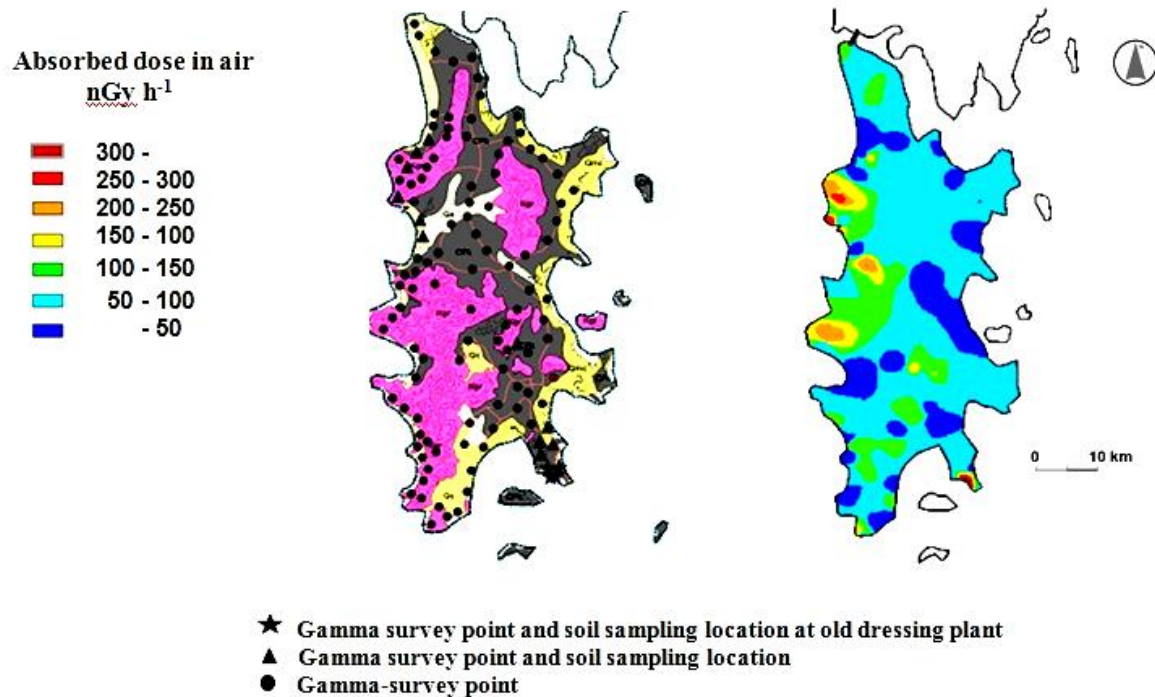 Absorbed dose in air
nGy h-1
300 -
250 - 300
200 - 250
150 - 100
100 - 150
50 - 100
- 50
0 10 km
Gamma survey point and soil sampling location at old dressing plant
Gamma survey point and soil sampling location
Gamma-survey point